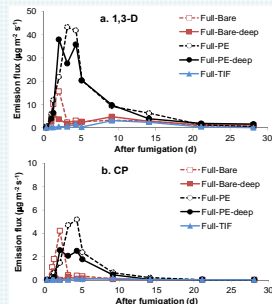 a. 1,3-D
Full-Bare
Full-Bare-deep
Full-PE
Full-PE-deep
Full-TIF
Emission flux (µg m-2 s-1)
50
40
30
20
10
0
0 5 10 15 20 25 30
After fumigation (d)
b. CP
Full-Bare
Full-Bare-deep
Full-PE
Full-PE-deep
Full-TIF
Emission flux (µg m-2 s-1)
10
8
6
4
2
0
0 5 10 15 20 25 30
After fumigation (d)